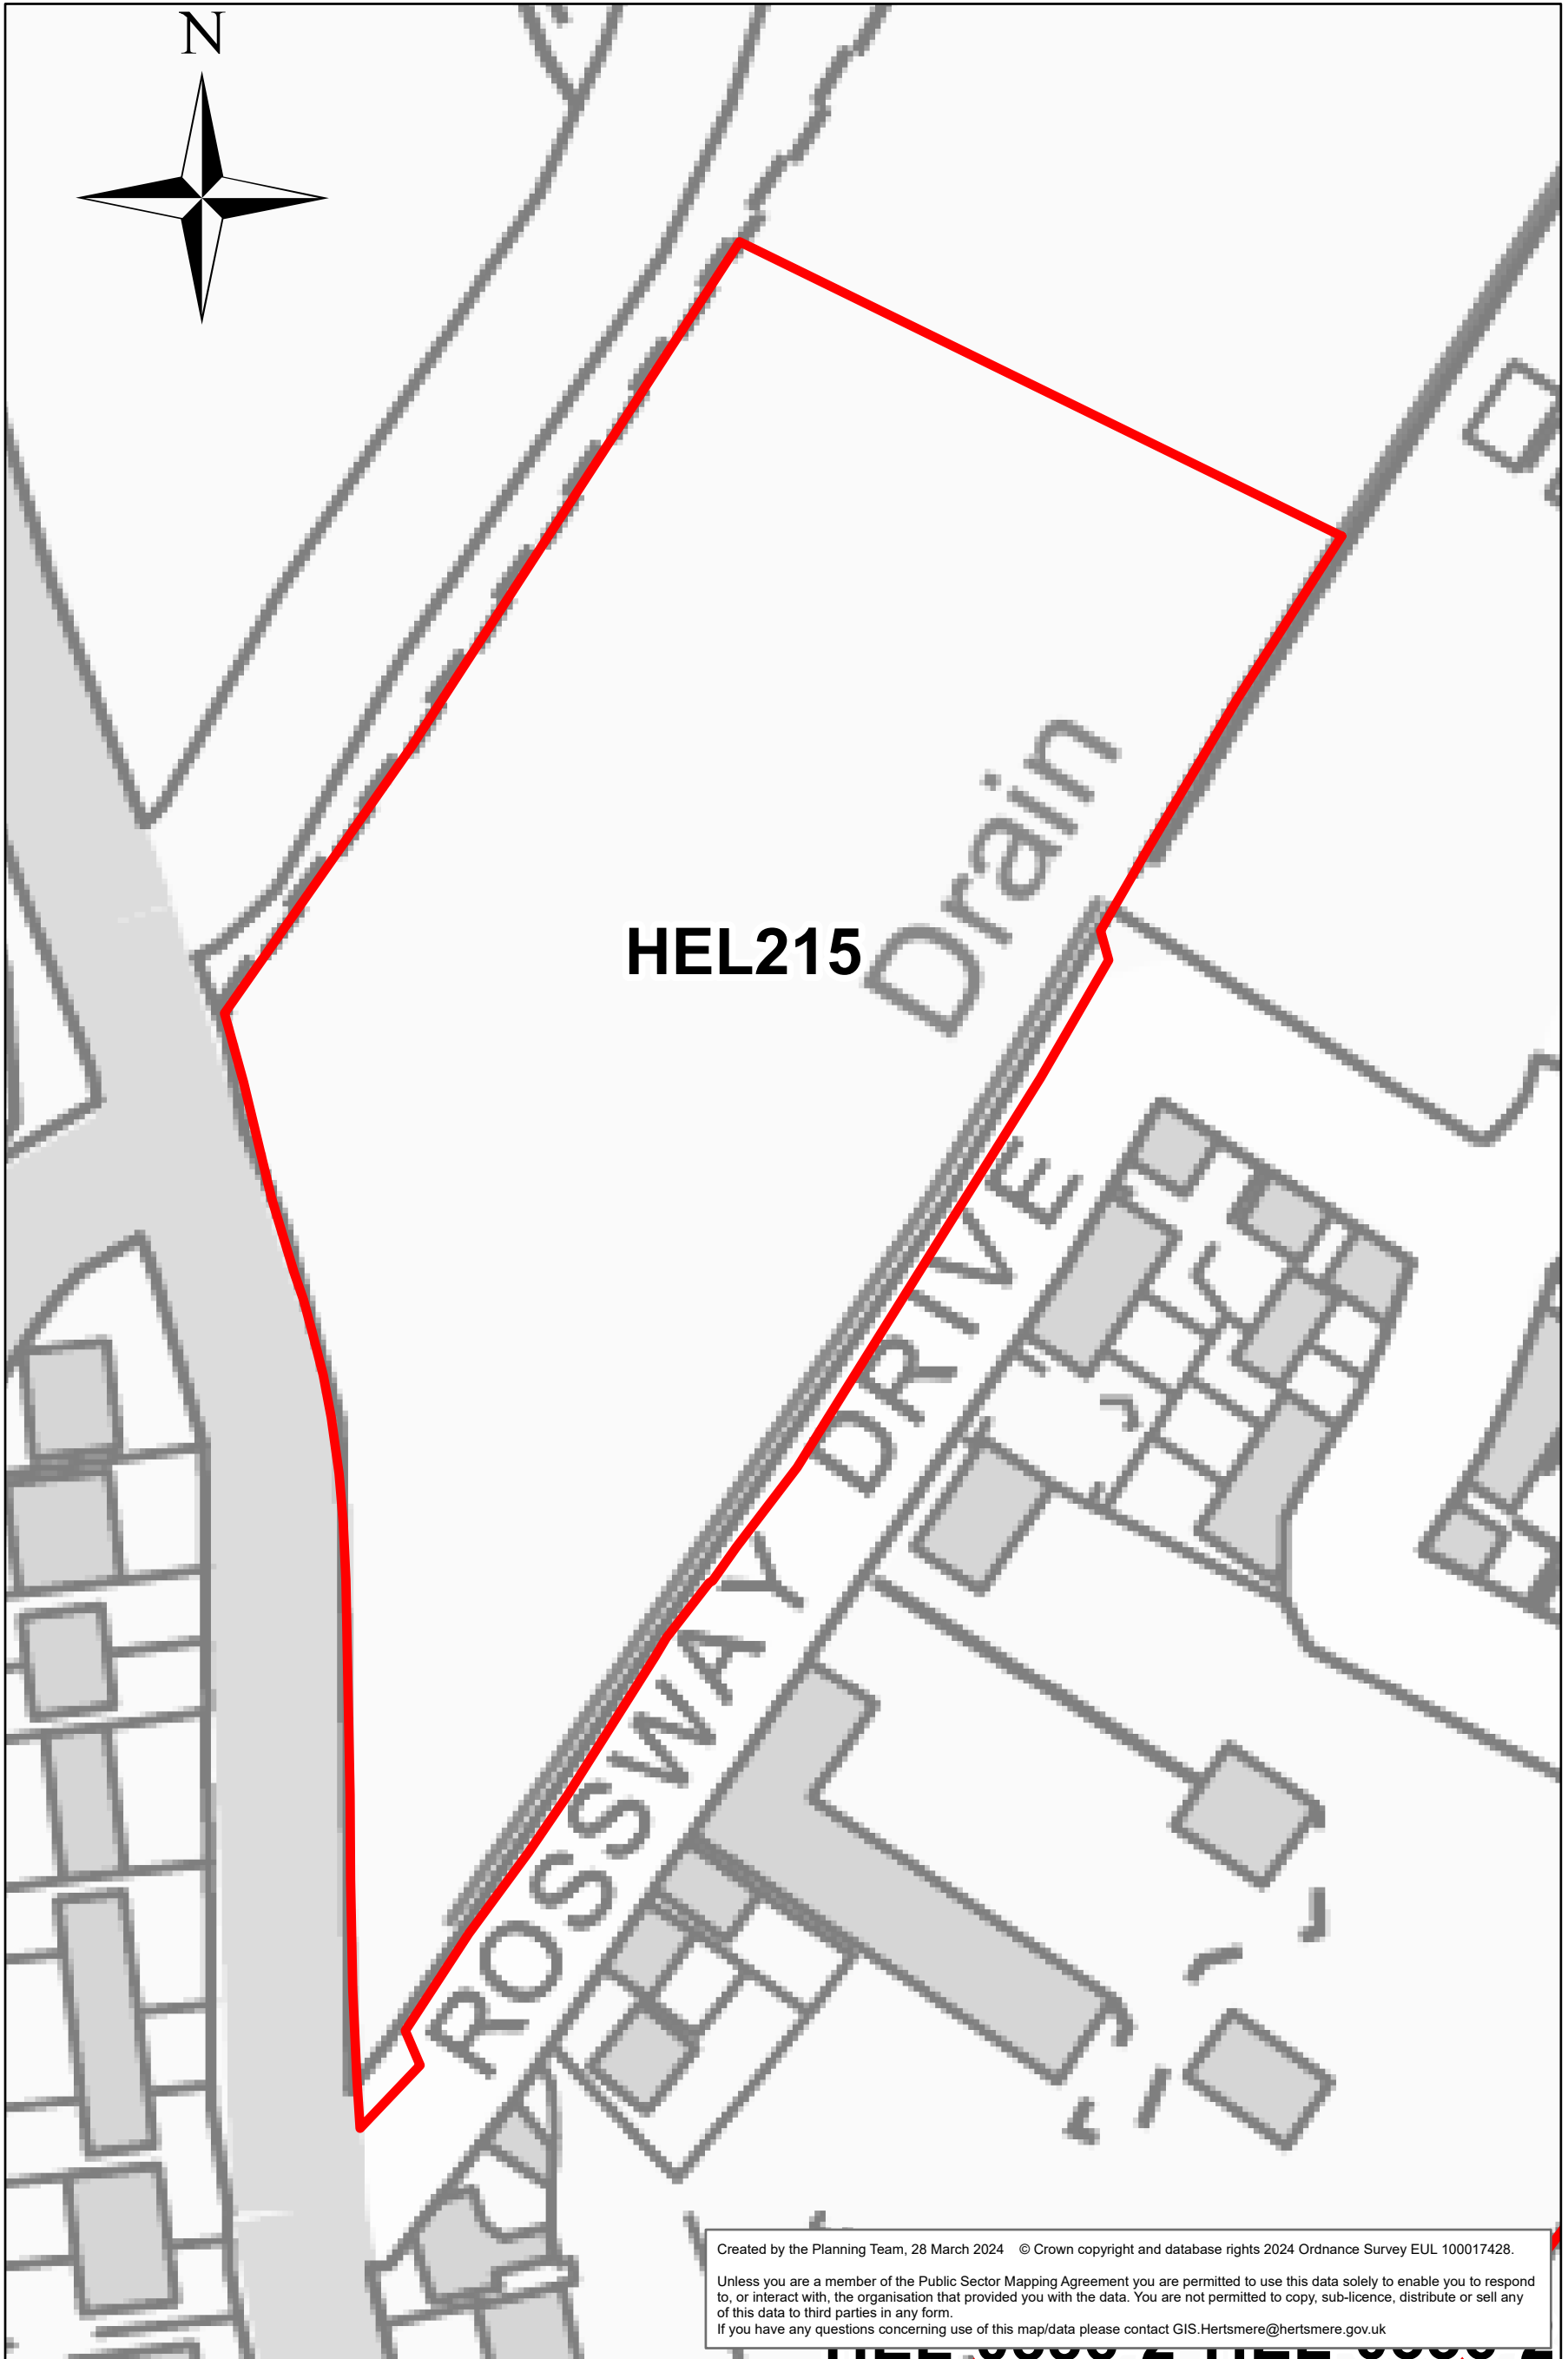 N
Drain
HEL215
ROSSWAY DRIVE
Created by the Planning Team, 28 March 2024 © Crown copyright and database rights 2024 Ordnance Survey EUL 100017428.
Unless you are a member of the Public Sector Mapping Agreement you are permitted to use this data solely to enable you to respond
to, or interact with, the organisation that provided you with the data. You are not permitted to copy, sub-licence, distribute or sell any
of this data to third parties in any form.
If you have any questions concerning use of this map/data please contact GIS.Hertsmere@hertsmere.gov.uk